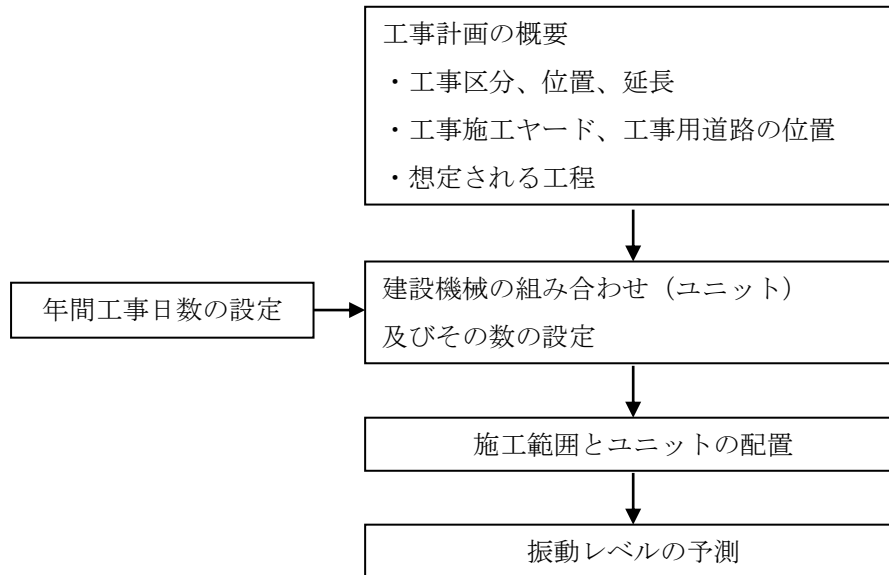 工事計画の概要
・工事区分、位置、延長
・工事施工ヤード、工事用道路の位置
・想定される工程
年間工事日数の設定
建設機械の組み合わせ（ユニット）
及びその数の設定
施工範囲とユニットの配置
振動レベルの予測